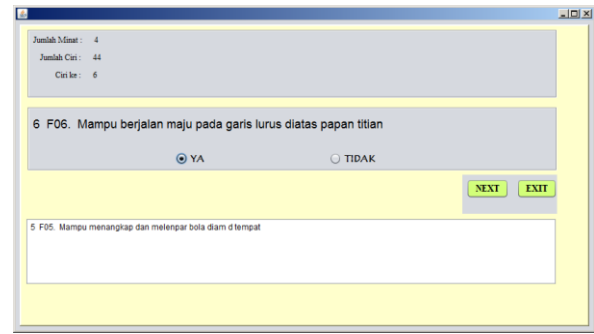 Jumlah Minat : 4
Jumlah Ciri : 44
Ciri ke : 6
6 F06. Mampu berjalan maju pada garis lurus diatas papan titian
YA TIDAK
NEXT EXIT
5 F05. Mampu menangkap dan melenpar bola diam d tempat